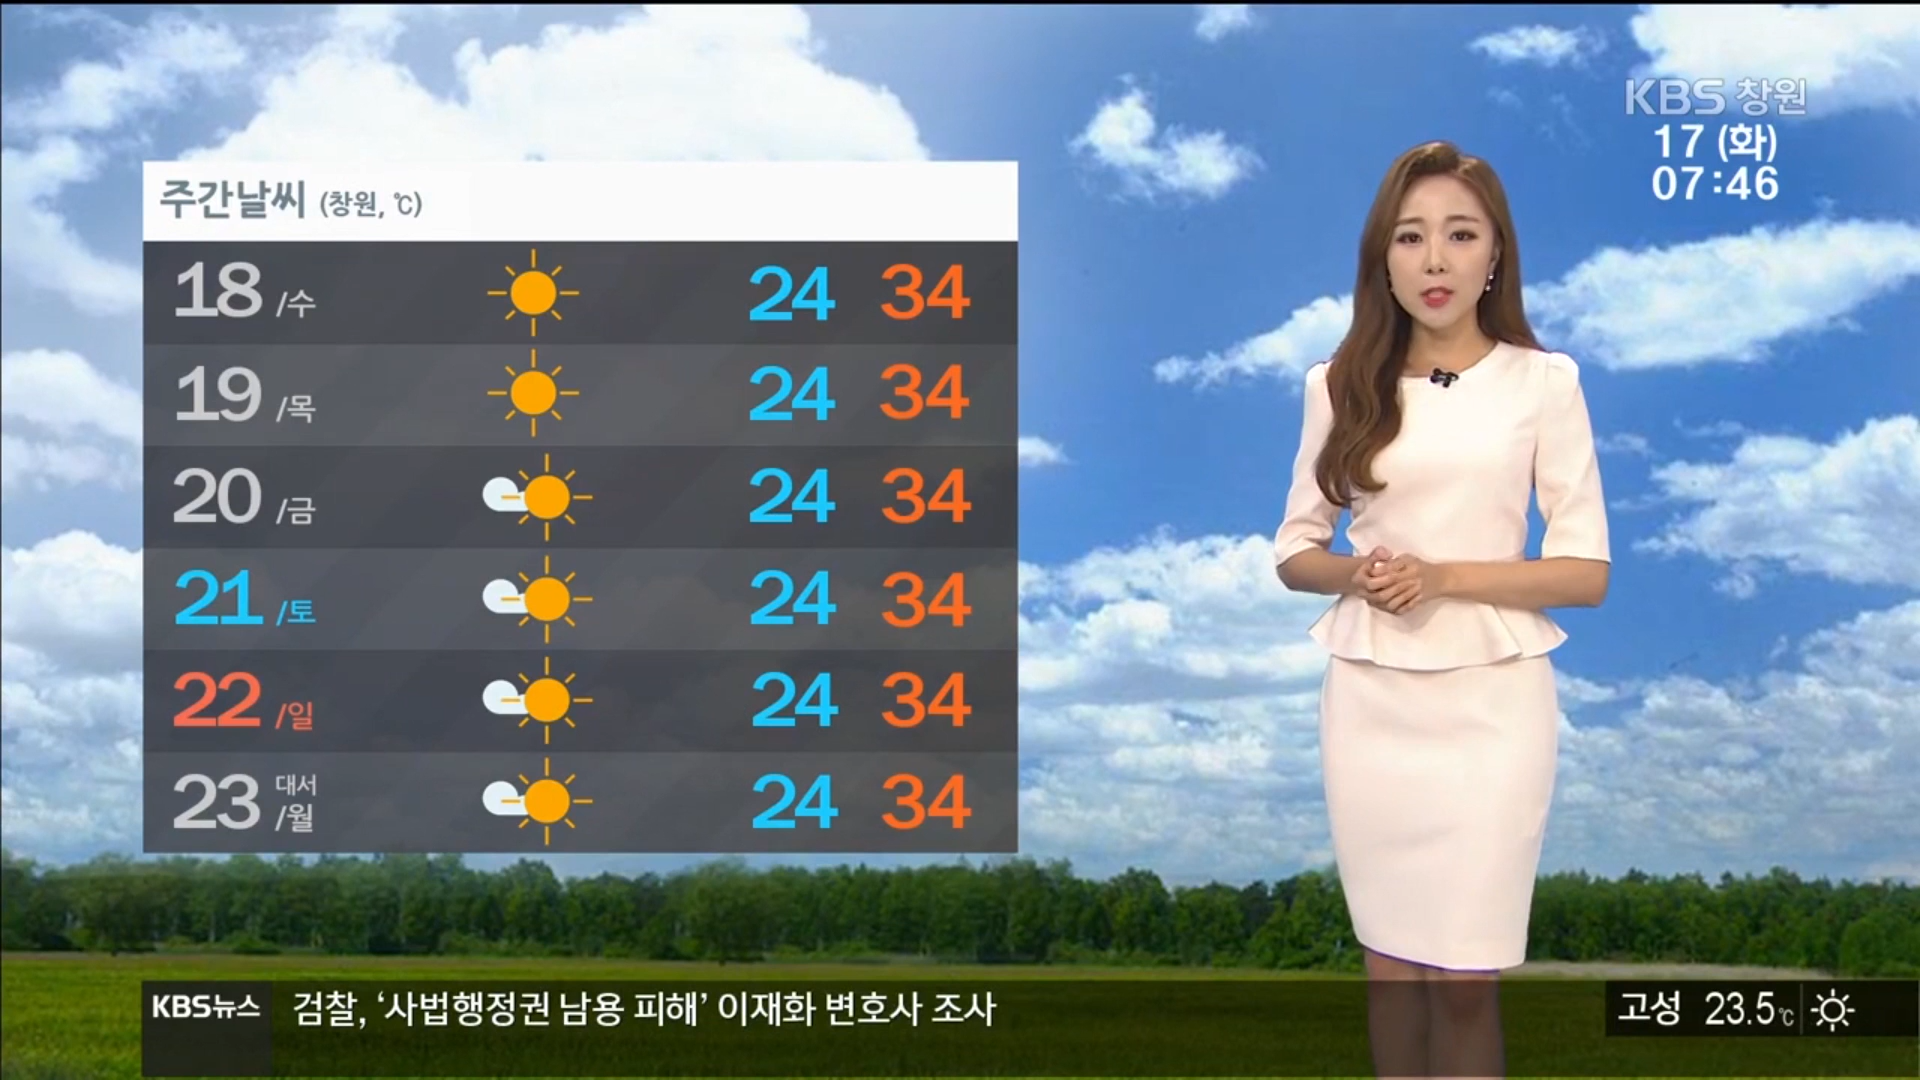 KBS 창원
17 (화)
07:46
주간날씨 (창원, ℃)
18 /수 24 34
19 /목 24 34
20 /금 24 34
21 /토 24 34
22 /일 24 34
23 대서 /월 24 34
KBS뉴스 검찰, ‘사법행정권 남용 피해’ 이재화 변호사 조사
고성 23.5℃